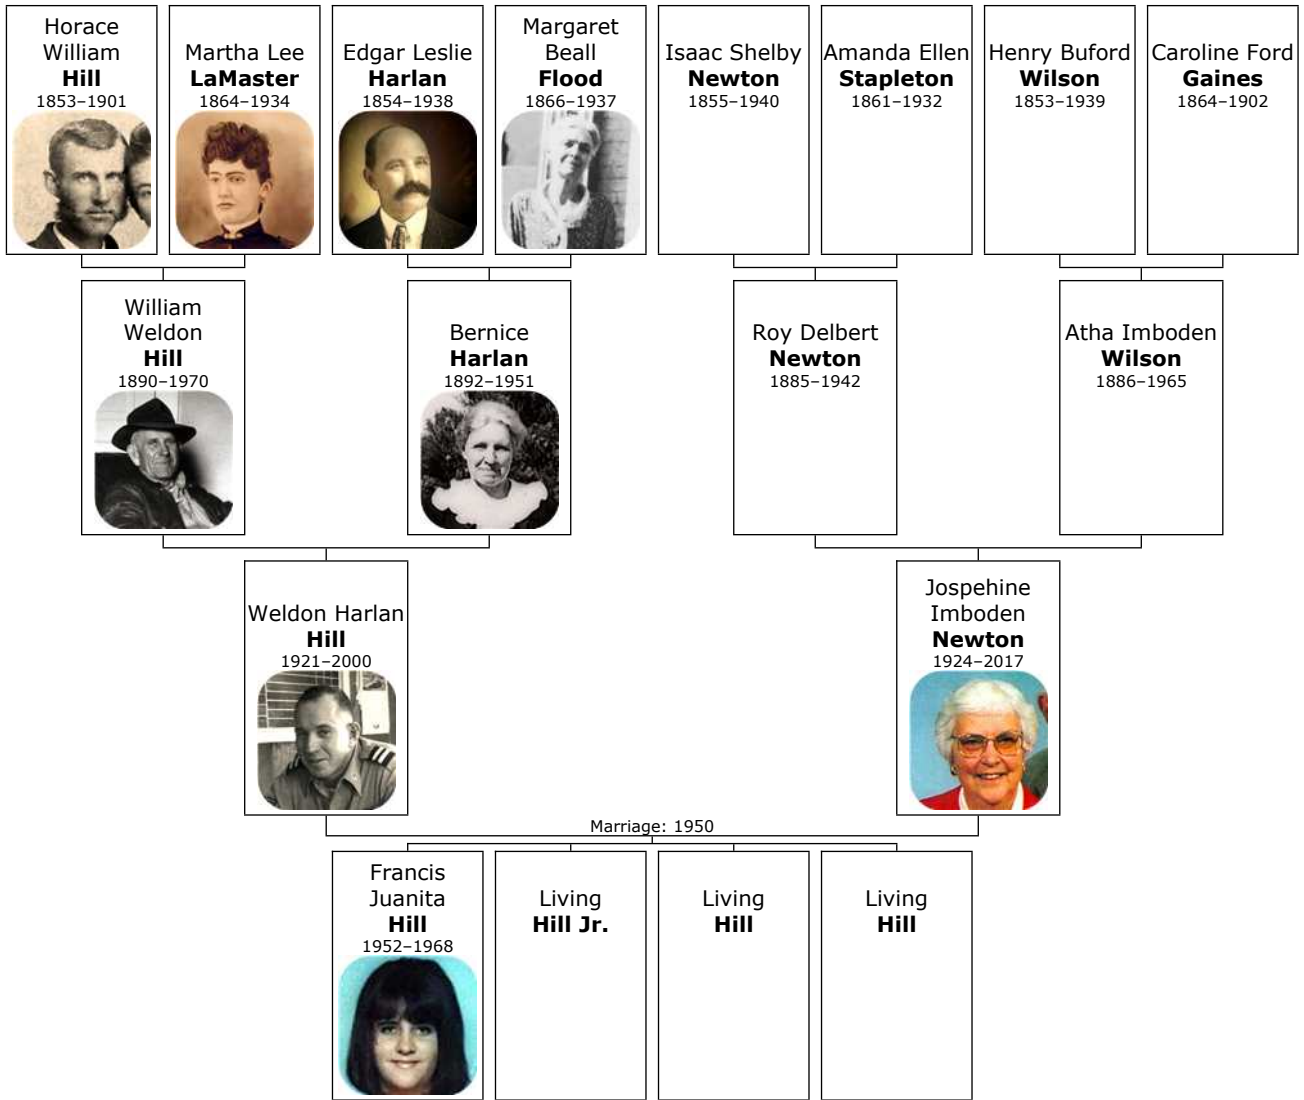 Horace
William
Hill
1853–1901
Martha Lee
LaMaster
1864–1934
Edgar Leslie
Harlan
1854–1938
Margaret
Beall
Flood
1866–1937
Isaac Shelby
Newton
1855–1940
Amanda Ellen
Stapleton
1861–1932
Henry Buford
Wilson
1853–1939
Caroline Ford
Gaines
1864–1902
William
Weldon
Hill
1890–1970
Bernice
Harlan
1892–1951
Roy Delbert
Newton
1885–1942
Atha Imboden
Wilson
1886–1965
Weldon Harlan
Hill
1921–2000
Jospehine
Imboden
Newton
1924–2017
Marriage: 1950
Francis
Juanita
Hill
1952–1968
Living
Hill Jr.
Living
Hill
Living
Hill